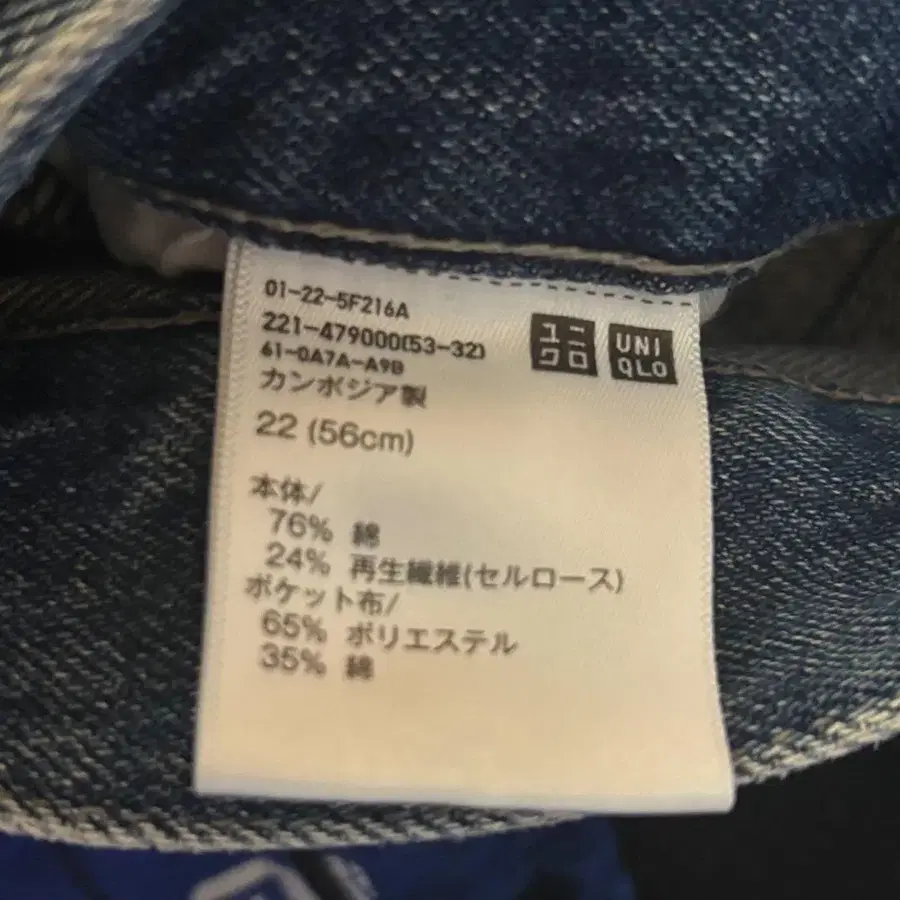 01-22-5F216A
221-479000(53-32)
61-0A7A-A9B
カンボジア製
22 (56cm)
ユニ
クロ
UNI
QLO
本体/
76% 綿
24% 再生繊維(セルロース)
ポケット布/
65% ポリエステル
35% 綿